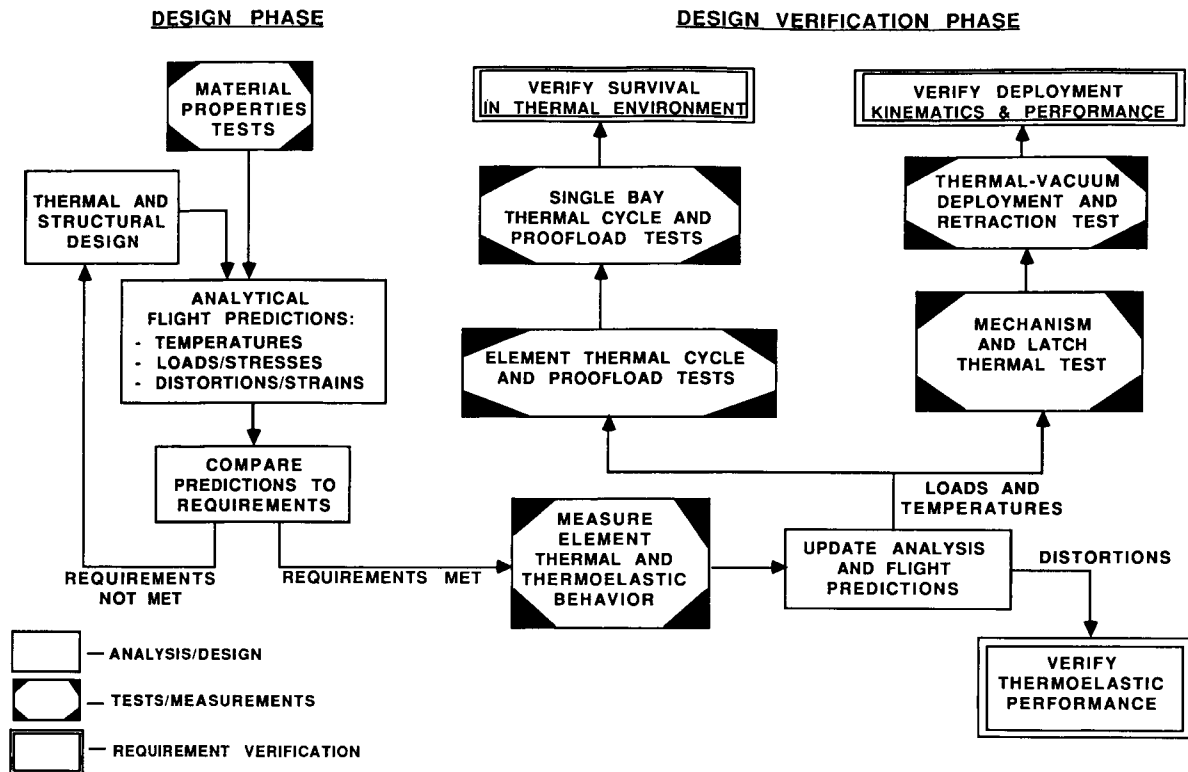 DESIGN PHASE
DESIGN VERIFICATION PHASE
MATERIAL
PROPERTIES
TESTS
VERIFY SURVIVAL
IN THERMAL ENVIRONMENT
VERIFY DEPLOYMENT
KINEMATICS & PERFORMANCE
THERMAL AND
STRUCTURAL
DESIGN
SINGLE BAY
THERMAL CYCLE AND
PROOFLOAD TESTS
THERMAL-VACUUM
DEPLOYMENT AND
RETRACTION TEST
ANALYTICAL
FLIGHT PREDICTIONS:
- TEMPERATURES
- LOADS/STRESSES
- DISTORTIONS/STRAINS
ELEMENT THERMAL CYCLE
AND PROOFLOAD TESTS
MECHANISM
AND LATCH
THERMAL TEST
COMPARE
PREDICTIONS TO
REQUIREMENTS
LOADS AND
TEMPERATURES
REQUIREMENTS
NOT MET
REQUIREMENTS MET
MEASURE
ELEMENT
THERMAL AND
THERMOELASTIC
BEHAVIOR
UPDATE ANALYSIS
AND FLIGHT
PREDICTIONS
DISTORTIONS
VERIFY
THERMOELASTIC
PERFORMANCE
— ANALYSIS/DESIGN
— TESTS/MEASUREMENTS
— REQUIREMENT VERIFICATION